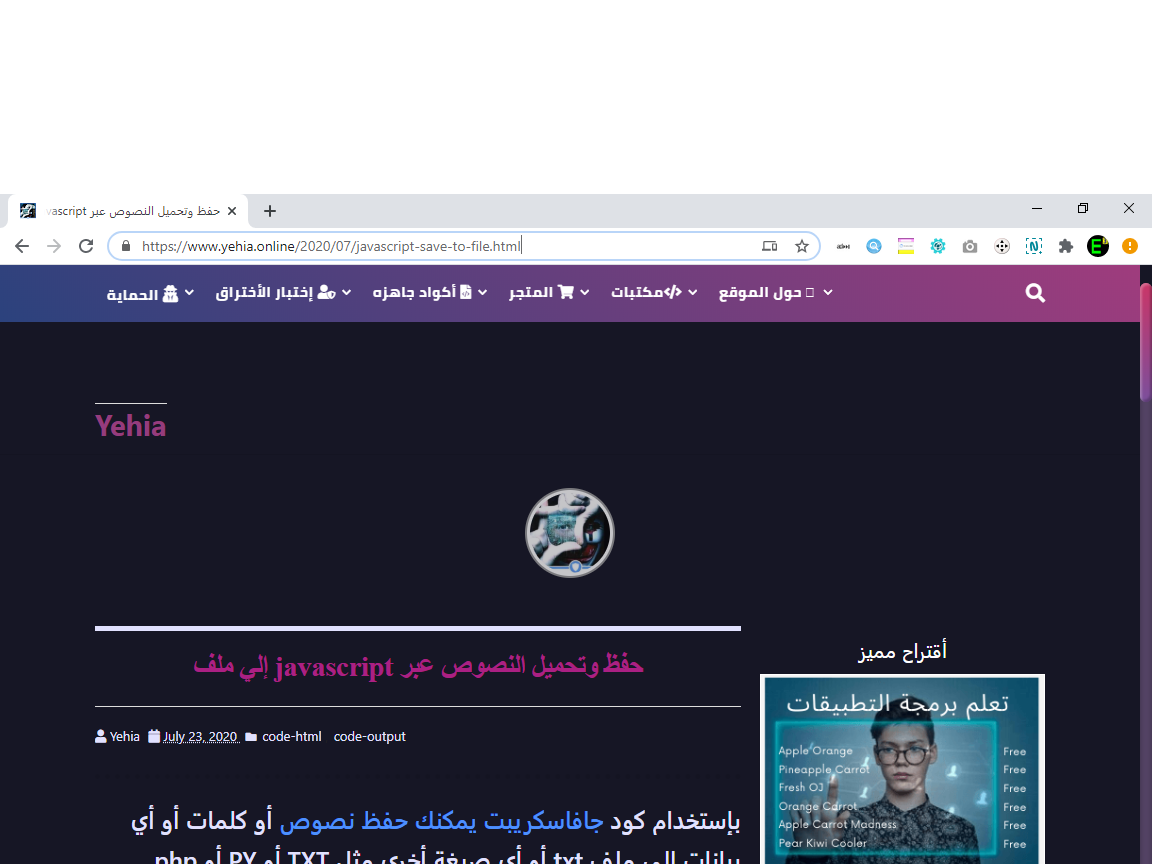 حفظ وتحميل النصوص عبر vascript
https://www.yehia.online/2020/07/javascript-save-to-file.html
الحماية
إختبار الأختراق
أكواد جاهزه
المتجر
مكتبات
حول الموقع
Yehia
حفظ وتحميل النصوص عبر javascript إلي ملف
Yehia July 23, 2020 code-html code-output
بإستخدام كود جافاسكريبت يمكنك حفظ نصوص أو كلمات أو أي
بيانات إلى ملف txt أو أي صيغة أخرى مثل TXT أو PY أو php
أقتراح مميز
تعلم برمجة التطبيقات
Apple Orange Free
Pineapple Carrot Free
Fresh OJ Free
Orange Carrot Free
Apple Carrot Madness Free
Pear Kiwi Cooler Free